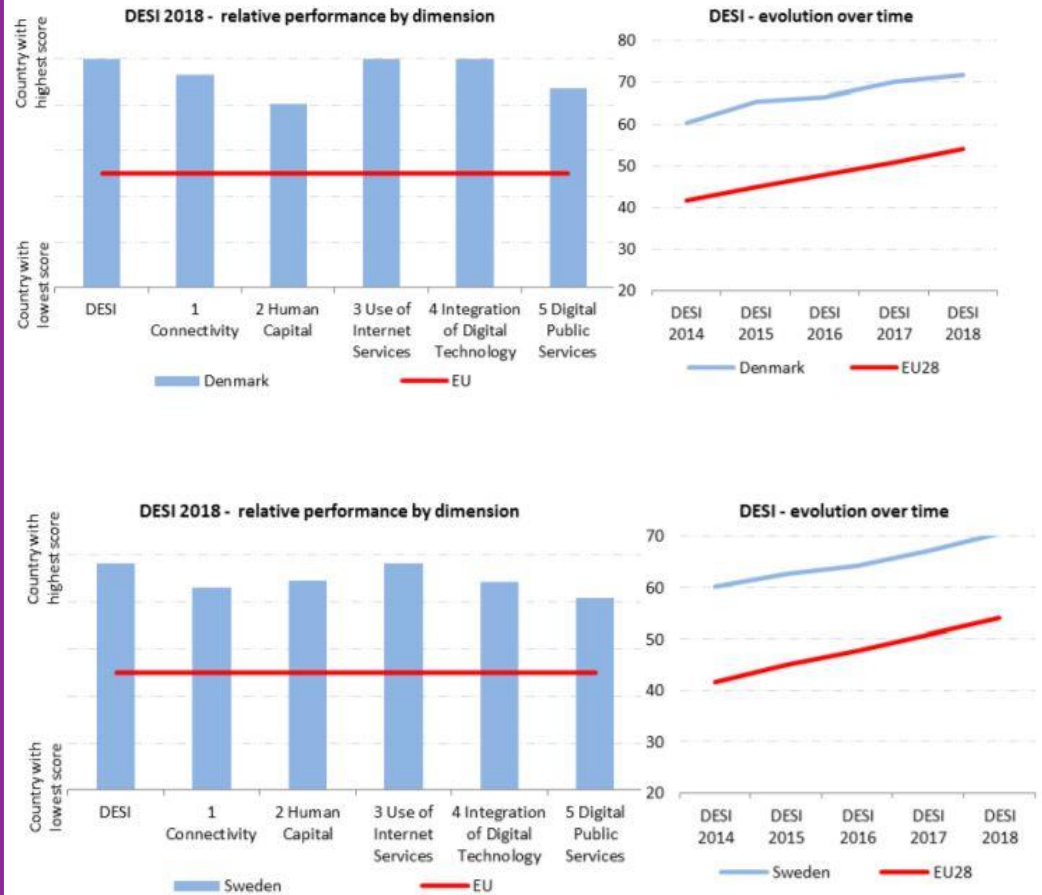 DESI 2018 - relative performance by dimension
Country with
highest score
Country with
lowest score
DESI
1
Connectivity
2 Human
Capital
3 Use of
Internet
Services
4 Integration
of Digital
Technology
5 Digital
Public
Services
Denmark
EU
DESI - evolution over time
80
70
60
50
40
30
20
DESI
2014
DESI
2015
DESI
2016
DESI
2017
DESI
2018
Denmark
EU28
DESI 2018 - relative performance by dimension
Country with
highest score
Country with
lowest score
DESI
1
Connectivity
2 Human
Capital
3 Use of
Internet
Services
4 Integration
of Digital
Technology
5 Digital
Public
Services
Sweden
EU
DESI - evolution over time
70
60
50
40
30
20
DESI
2014
DESI
2015
DESI
2016
DESI
2017
DESI
2018
Sweden
EU28